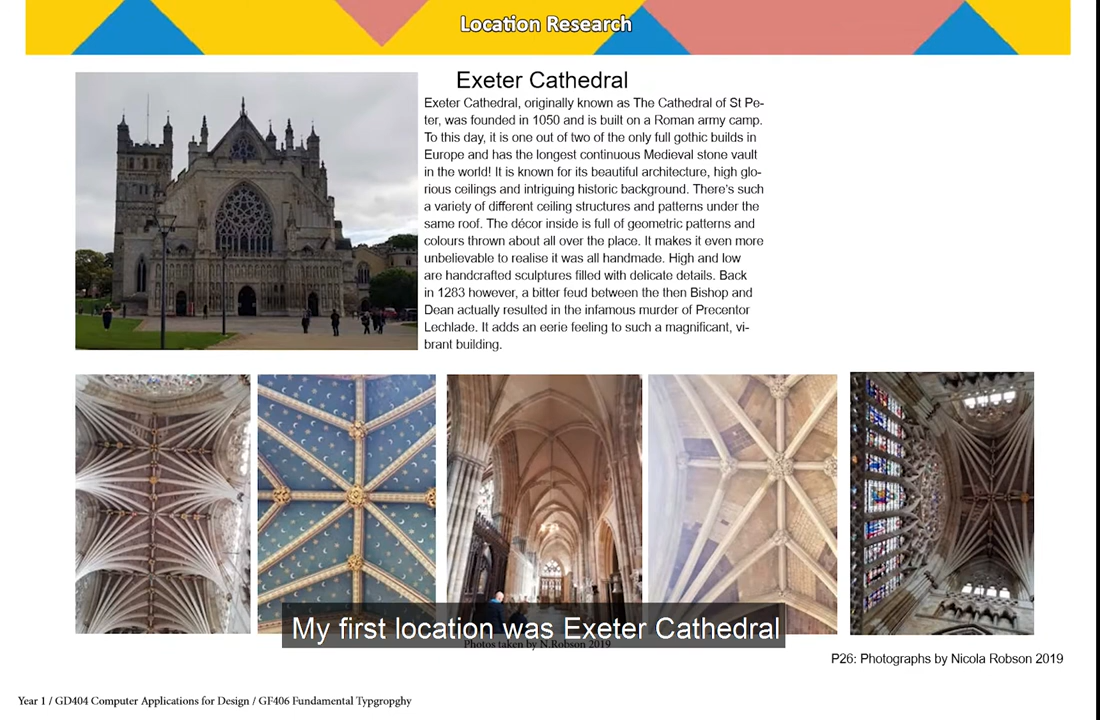 Location Research
Exeter Cathedral
Exeter Cathedral, originally known as The Cathedral of St Pe-
ter, was founded in 1050 and is built on a Roman army camp.
To this day, it is one out of two of the only full gothic builds in
Europe and has the longest continuous Medieval stone vault
in the world! It is known for its beautiful architecture, high glo-
rious ceilings and intriguing historic background. There's such
a variety of different ceiling structures and patterns under the
same roof. The décor inside is full of geometric patterns and
colours thrown about all over the place. It makes it even more
unbelievable to realise it was all handmade. High and low
are handcrafted sculptures filled with delicate details. Back
in 1283 however, a bitter feud between the then Bishop and
Dean actually resulted in the infamous murder of Precentor
Lechlade. It adds an eerie feeling to such a magnificant, vi-
brant building.
My first location was Exeter Cathedral
Photos taken by N.Robson 2019
P26: Photographs by Nicola Robson 2019
Year 1 / GD404 Computer Applications for Design / GF406 Fundamental Typgropghy